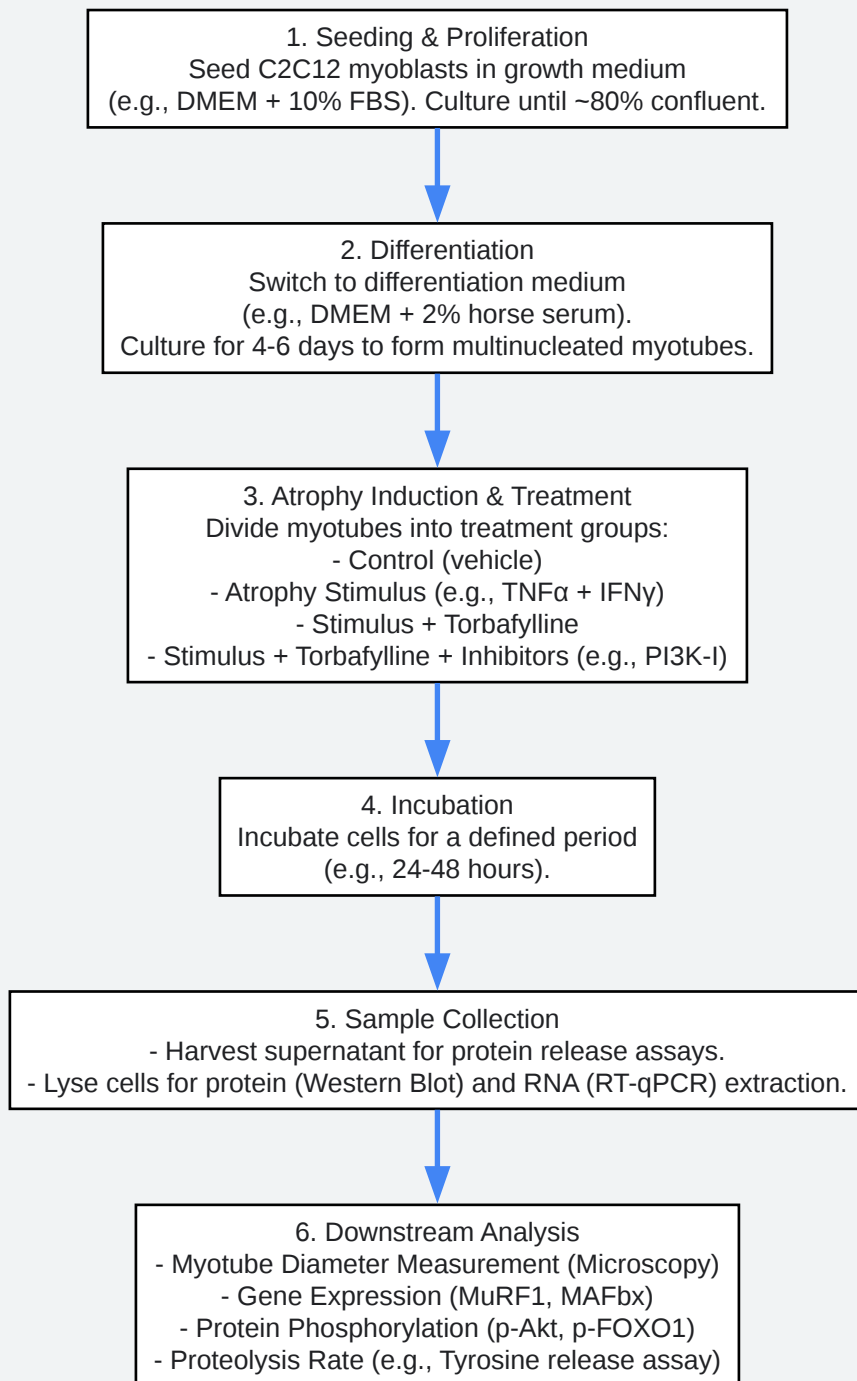 1. Seeding & Proliferation
Seed C2C12 myoblasts in growth medium
(e.g., DMEM + 10% FBS). Culture until ~80% confluent.
2. Differentiation
Switch to differentiation medium
(e.g., DMEM + 2% horse serum).
Culture for 4-6 days to form multinucleated myotubes.
3. Atrophy Induction & Treatment
Divide myotubes into treatment groups:
- Control (vehicle)
- Atrophy Stimulus (e.g., TNFα + IFNγ)
- Stimulus + Torbafylline
- Stimulus + Torbafylline + Inhibitors (e.g., PI3K-I)
4. Incubation
Incubate cells for a defined period
(e.g., 24-48 hours).
5. Sample Collection
- Harvest supernatant for protein release assays.
- Lyse cells for protein (Western Blot) and RNA (RT-qPCR) extraction.
6. Downstream Analysis
- Myotube Diameter Measurement (Microscopy)
- Gene Expression (MuRF1, MAFbx)
- Protein Phosphorylation (p-Akt, p-FOXO1)
- Proteolysis Rate (e.g., Tyrosine release assay)